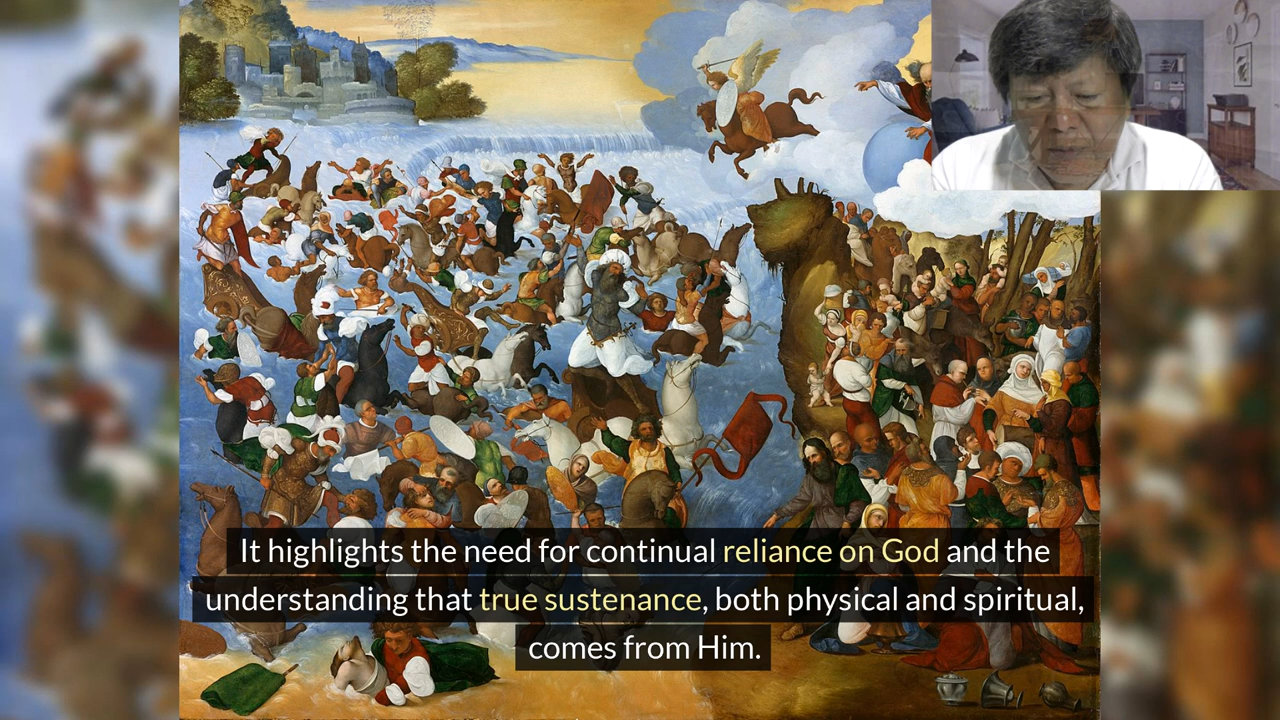 It highlights the need for continual reliance on God and the
understanding that true sustenance, both physical and spiritual,
comes from Him.